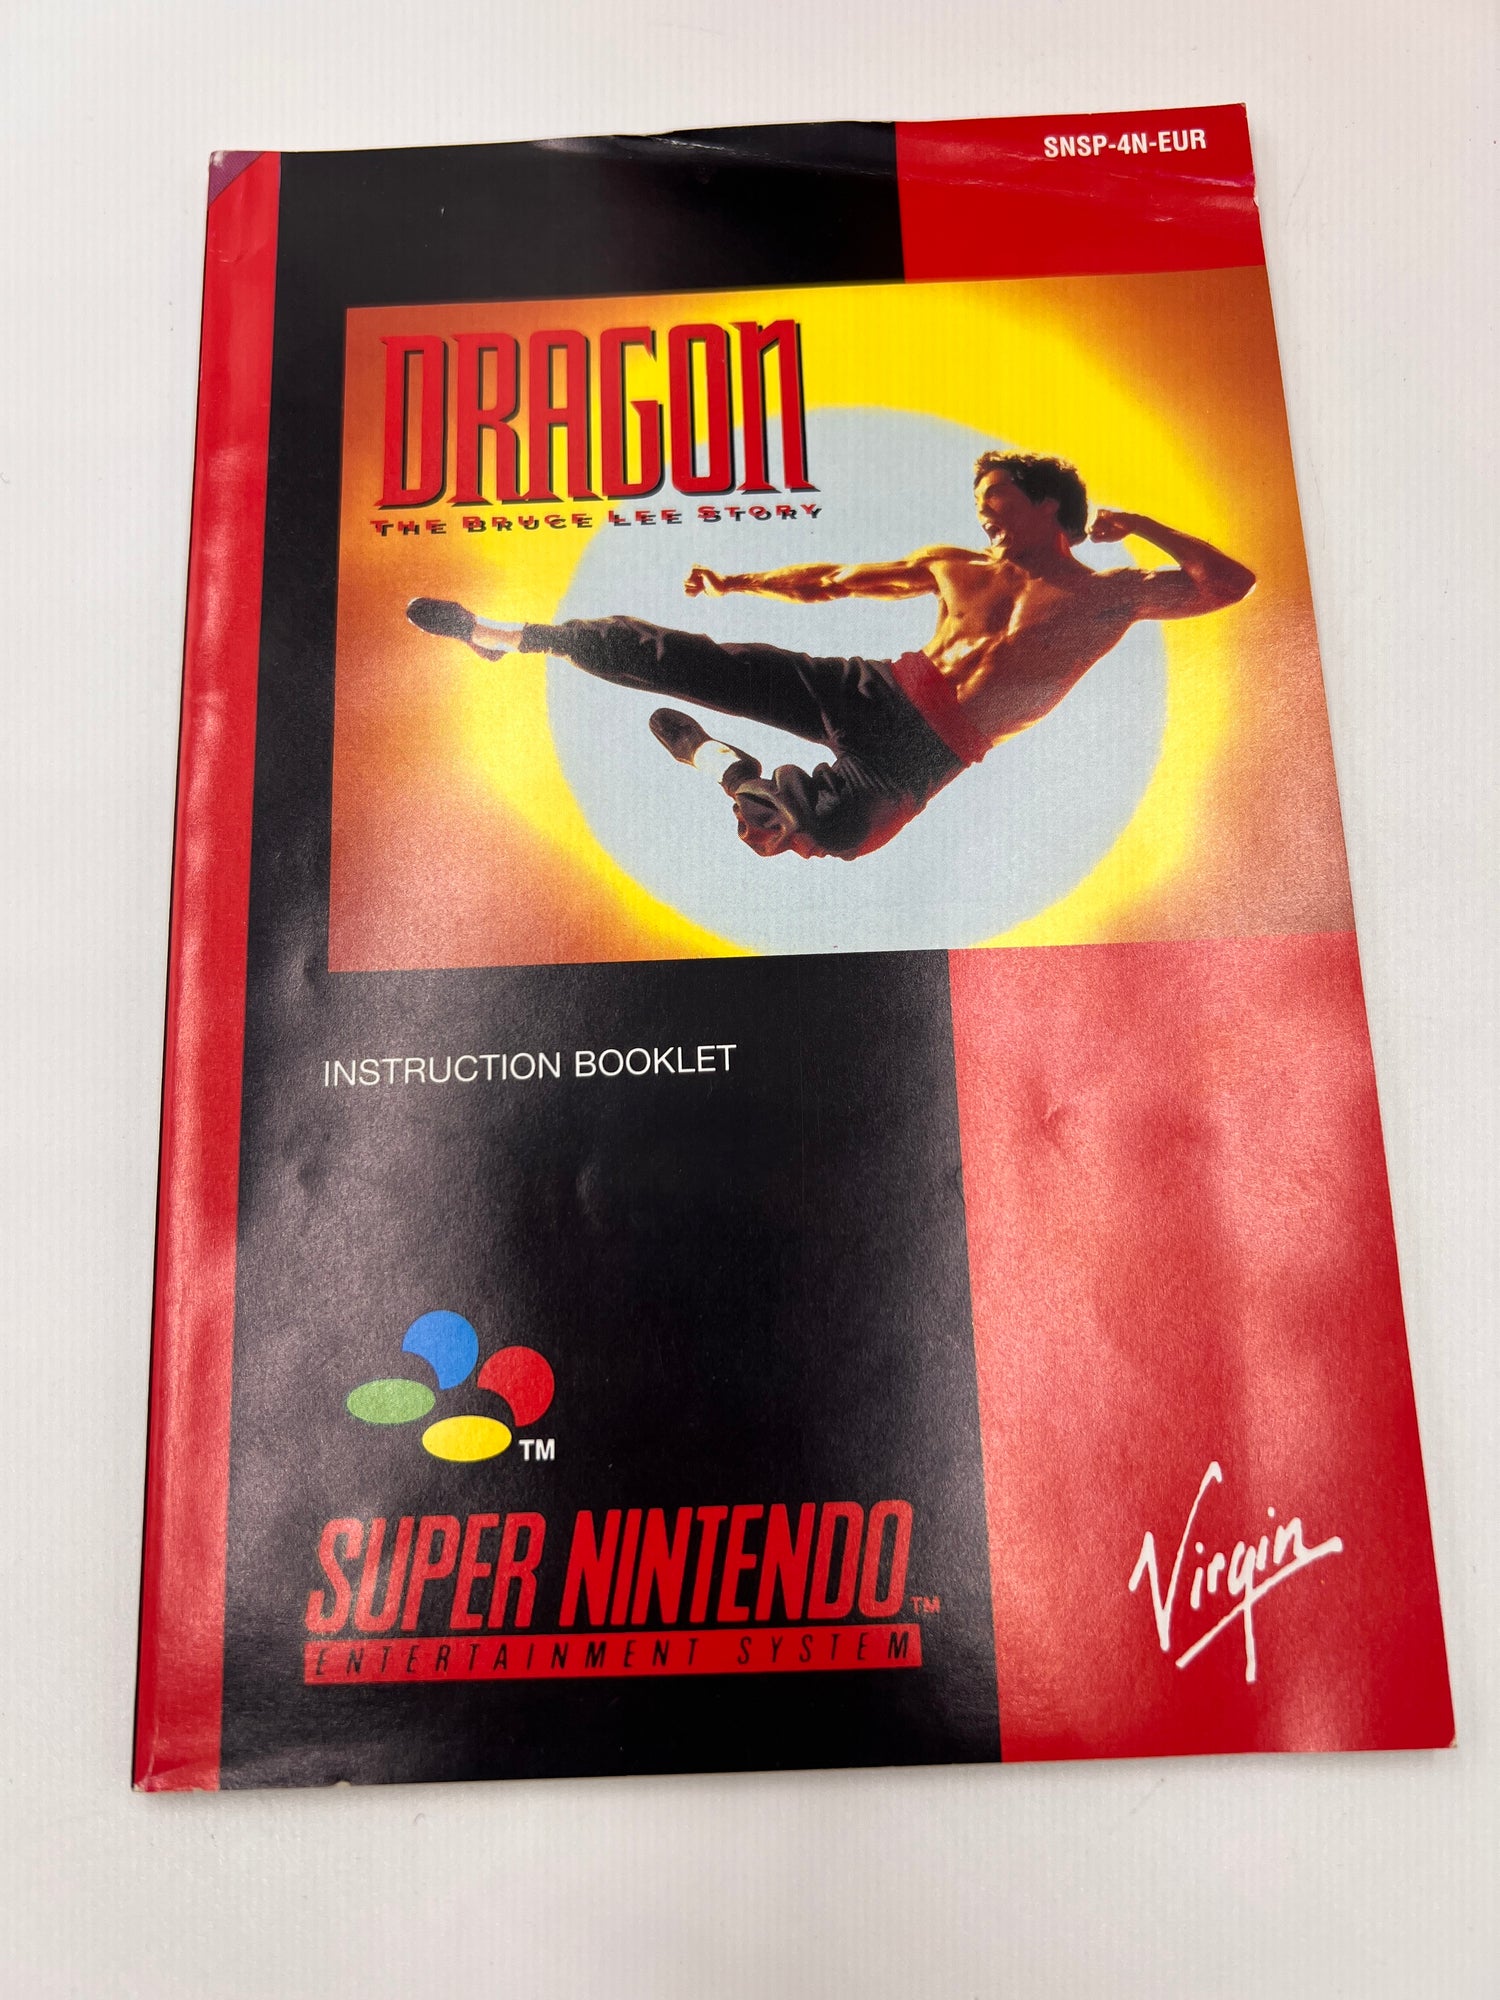 SNSP-4N-EUR
DRAGON
THE BRUCE LEE STORY
INSTRUCTION BOOKLET
TM
SUPER NINTENDO TM
ENTERTAINMENT SYSTEM
Virgin